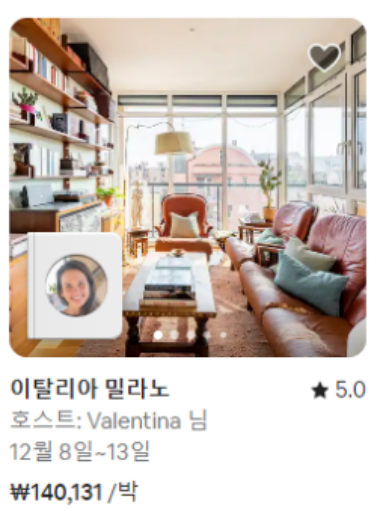 이탈리아 밀라노 ★ 5.0
호스트: Valentina 님
12월 8일~13일
₩140,131 /박